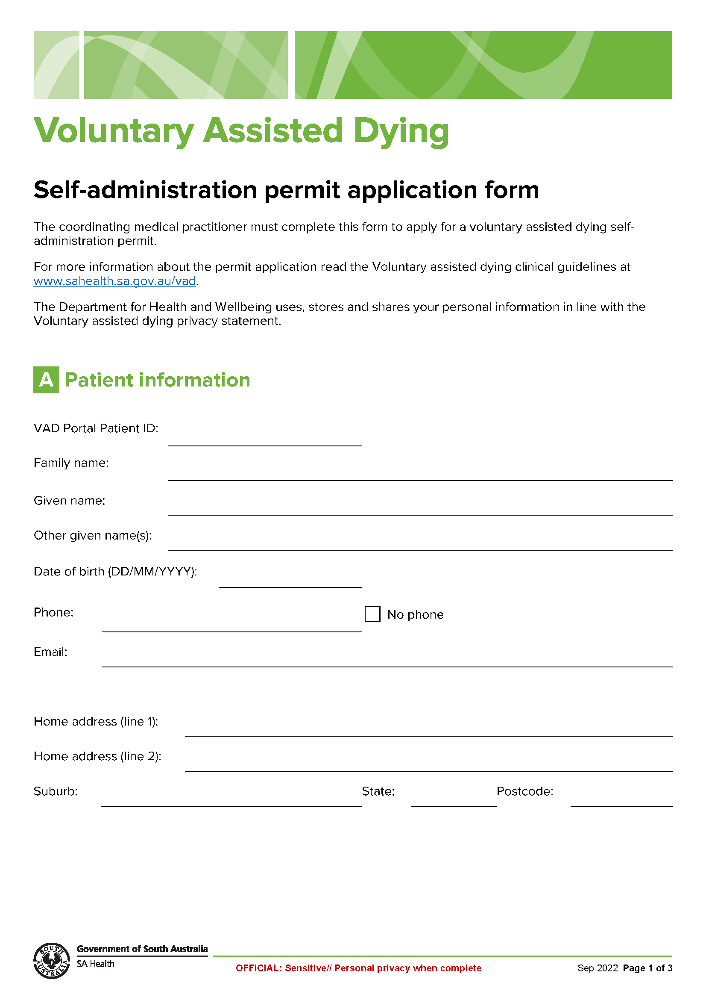 Voluntary Assisted Dying
Self-administration permit application form
The coordinating medical practitioner must complete this form to apply for a voluntary assisted dying self-
administration permit.
For more information about the permit application read the Voluntary assisted dying clinical guidelines at
www.sahealth.sa.gov.au/vad.
The Department for Health and Wellbeing uses, stores and shares your personal information in line with the
Voluntary assisted dying privacy statement.
A Patient information
VAD Portal Patient ID:
Family name:
Given name:
Other given name(s):
Date of birth (DD/MM/YYYY):
Phone: No phone
Email:
Home address (line 1):
Home address (line 2):
Suburb: State: Postcode:
SOUTH AUSTRALIA
Government of South Australia
SA Health
OFFICIAL: Sensitive// Personal privacy when complete Sep 2022 Page 1 of 3